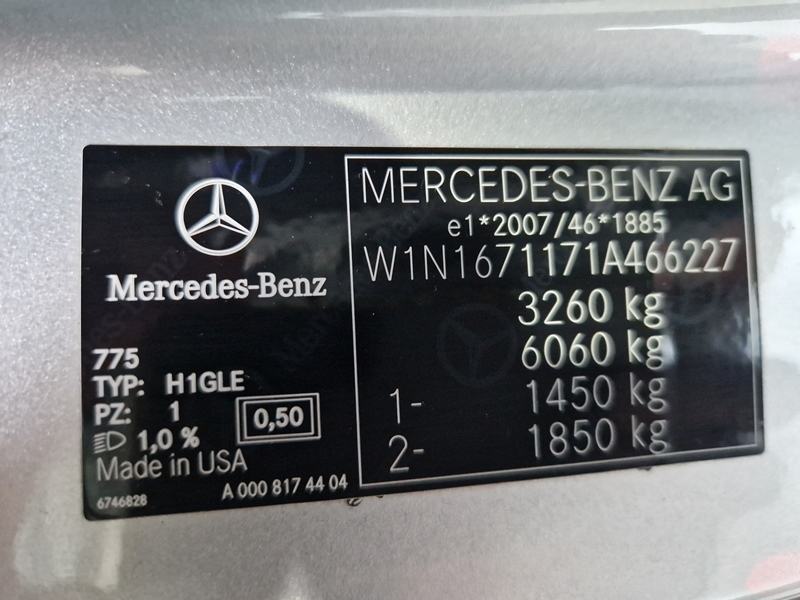 Mercedes-Benz
775
TYP: H1GLE
PZ: 1
0,50
1,0 %
Made in USA
6746828
A 000 817 44 04
MERCEDES-BENZ AG
e1*2007/46*1885
W1N1671171A466227
3260 kg
6060 kg
1- 1450 kg
2- 1850 kg